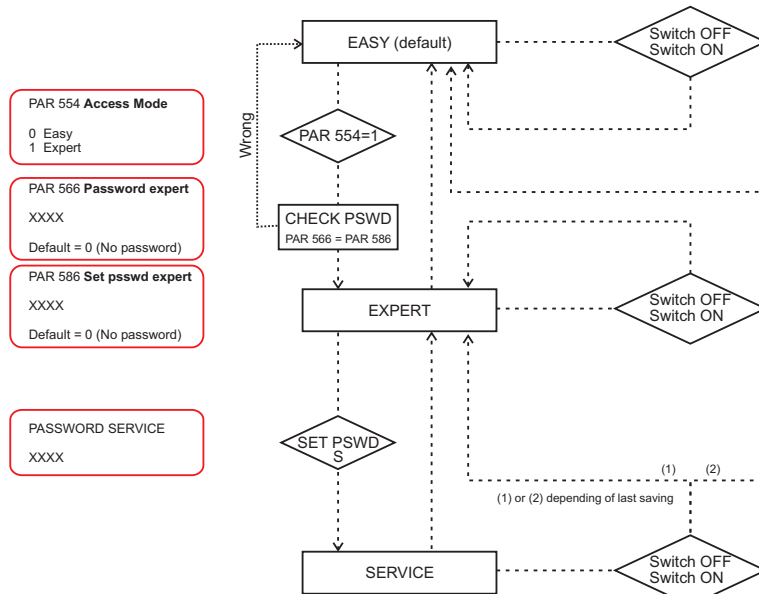 EASY (default)
Switch OFF
Switch ON
PAR 554 Access Mode
0 Easy
1 Expert
Wrong
PAR 554=1
PAR 566 Password expert
XXXX
Default = 0 (No password)
CHECK PSWD
PAR 566 = PAR 586
PAR 586 Set psswd expert
XXXX
Default = 0 (No password)
EXPERT
Switch OFF
Switch ON
PASSWORD SERVICE
XXXX
SET PSWD
S
(1) (2)
(1) or (2) depending of last saving
SERVICE
Switch OFF
Switch ON